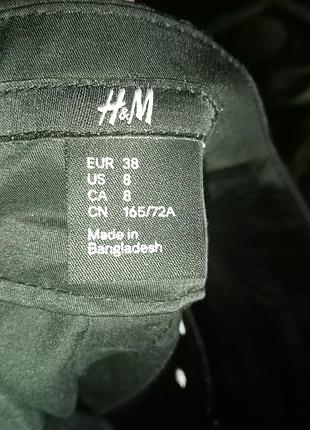 H&M
EUR 38
US 8
CA 8
CN 165/72A
Made in
Bangladesh